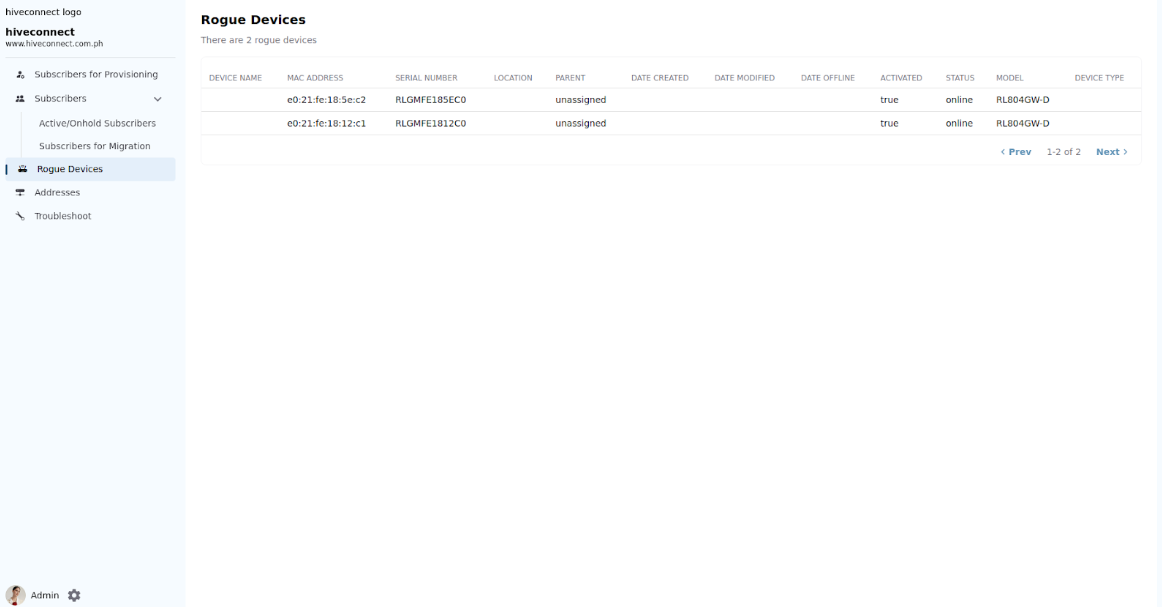 hiveconnect logo
hiveconnect
www.hiveconnect.com.ph
Subscribers for Provisioning
Subscribers
Active/Onhold Subscribers
Subscribers for Migration
Rogue Devices
Addresses
Troubleshoot
Admin
Rogue Devices
There are 2 rogue devices
DEVICE NAME MAC ADDRESS SERIAL NUMBER LOCATION PARENT DATE CREATED DATE MODIFIED DATE OFFLINE ACTIVATED STATUS MODEL DEVICE TYPE
e0:21:fe:18:5e:c2 RLGMFE185EC0 unassigned true online RL804GW-D
e0:21:fe:18:12:c1 RLGMFE1812C0 unassigned true online RL804GW-D
Prev 1-2 of 2 Next